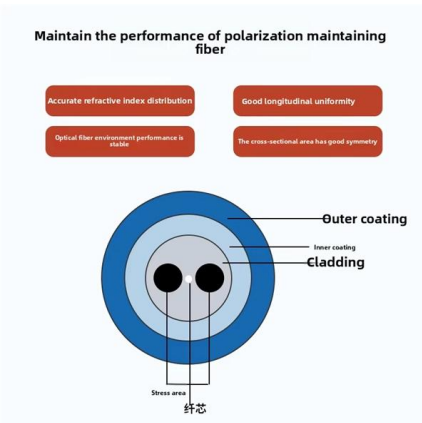 Maintain the performance of polarization maintaining
fiber
Accurate refractive index distribution
Good longitudinal uniformity
Optical fiber environment performance is
stable
The cross-sectional area has good symmetry
Outer coating
Inner coating
Cladding
Stress area
纤芯